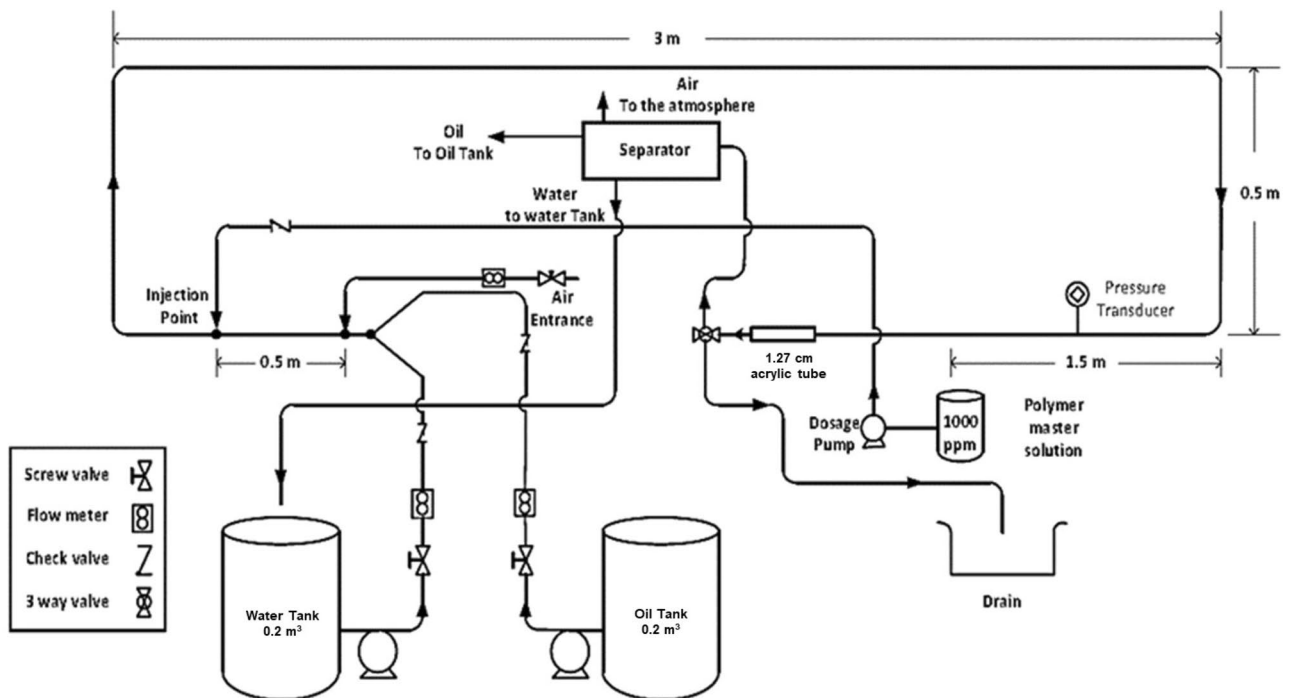 3 m
Air
To the atmosphere
Oil
To Oil Tank
Separator
Water
to water Tank
0.5 m
Injection
Point
Air
Entrance
Pressure
Transducer
0.5 m
1.27 cm
acrylic tube
1.5 m
Dosage
Pump
1000
ppm
Polymer
master
solution
Screw valve
Flow meter
Check valve
3 way valve
Water Tank
0.2 m³
Oil Tank
0.2 m³
Drain